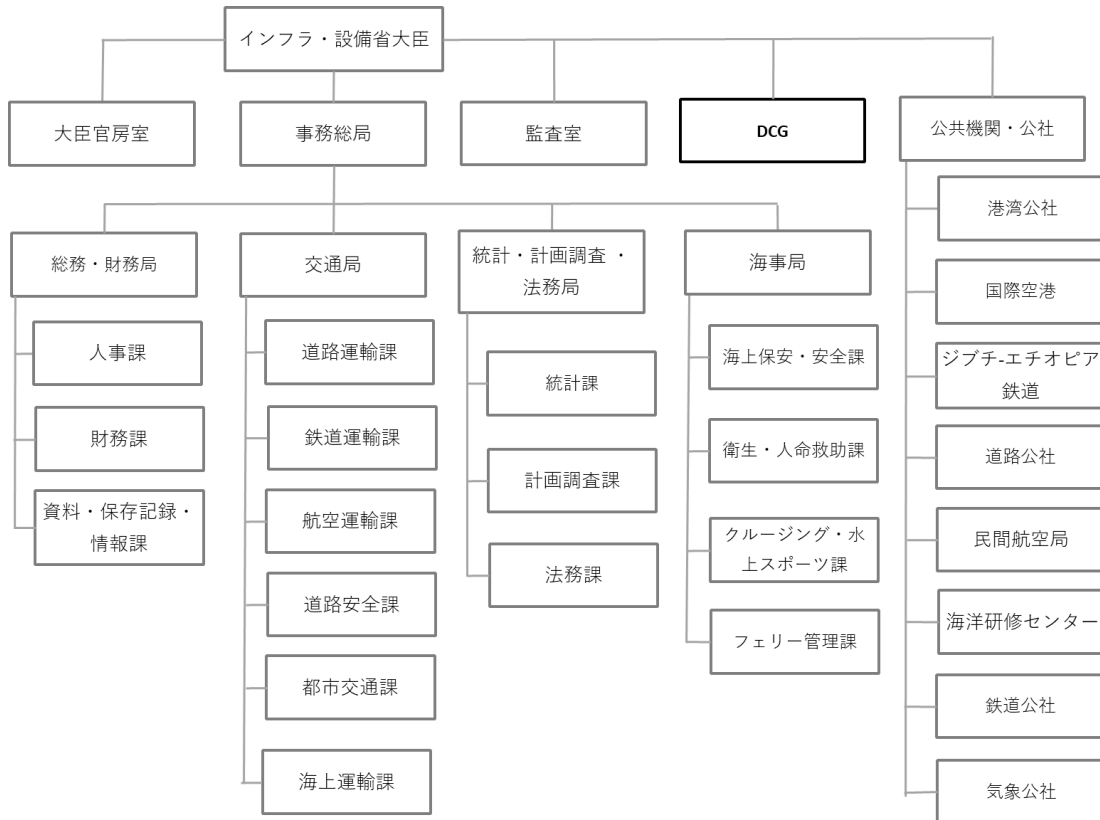 インフラ・設備省大臣
大臣官房室
事務総局
監査室
DCG
公共機関・公社
総務・財務局
人事課
財務課
資料・保存記録・
情報課
交通局
道路運輸課
鉄道運輸課
航空運輸課
道路安全課
都市交通課
海上運輸課
統計・計画調査 ・
法務局
統計課
計画調査課
法務課
海事局
海上保安・安全課
衛生・人命救助課
クルージング・水
上スポーツ課
フェリー管理課
港湾公社
国際空港
ジブチ-エチオピア
鉄道
道路公社
民間航空局
海洋研修センター
鉄道公社
気象公社